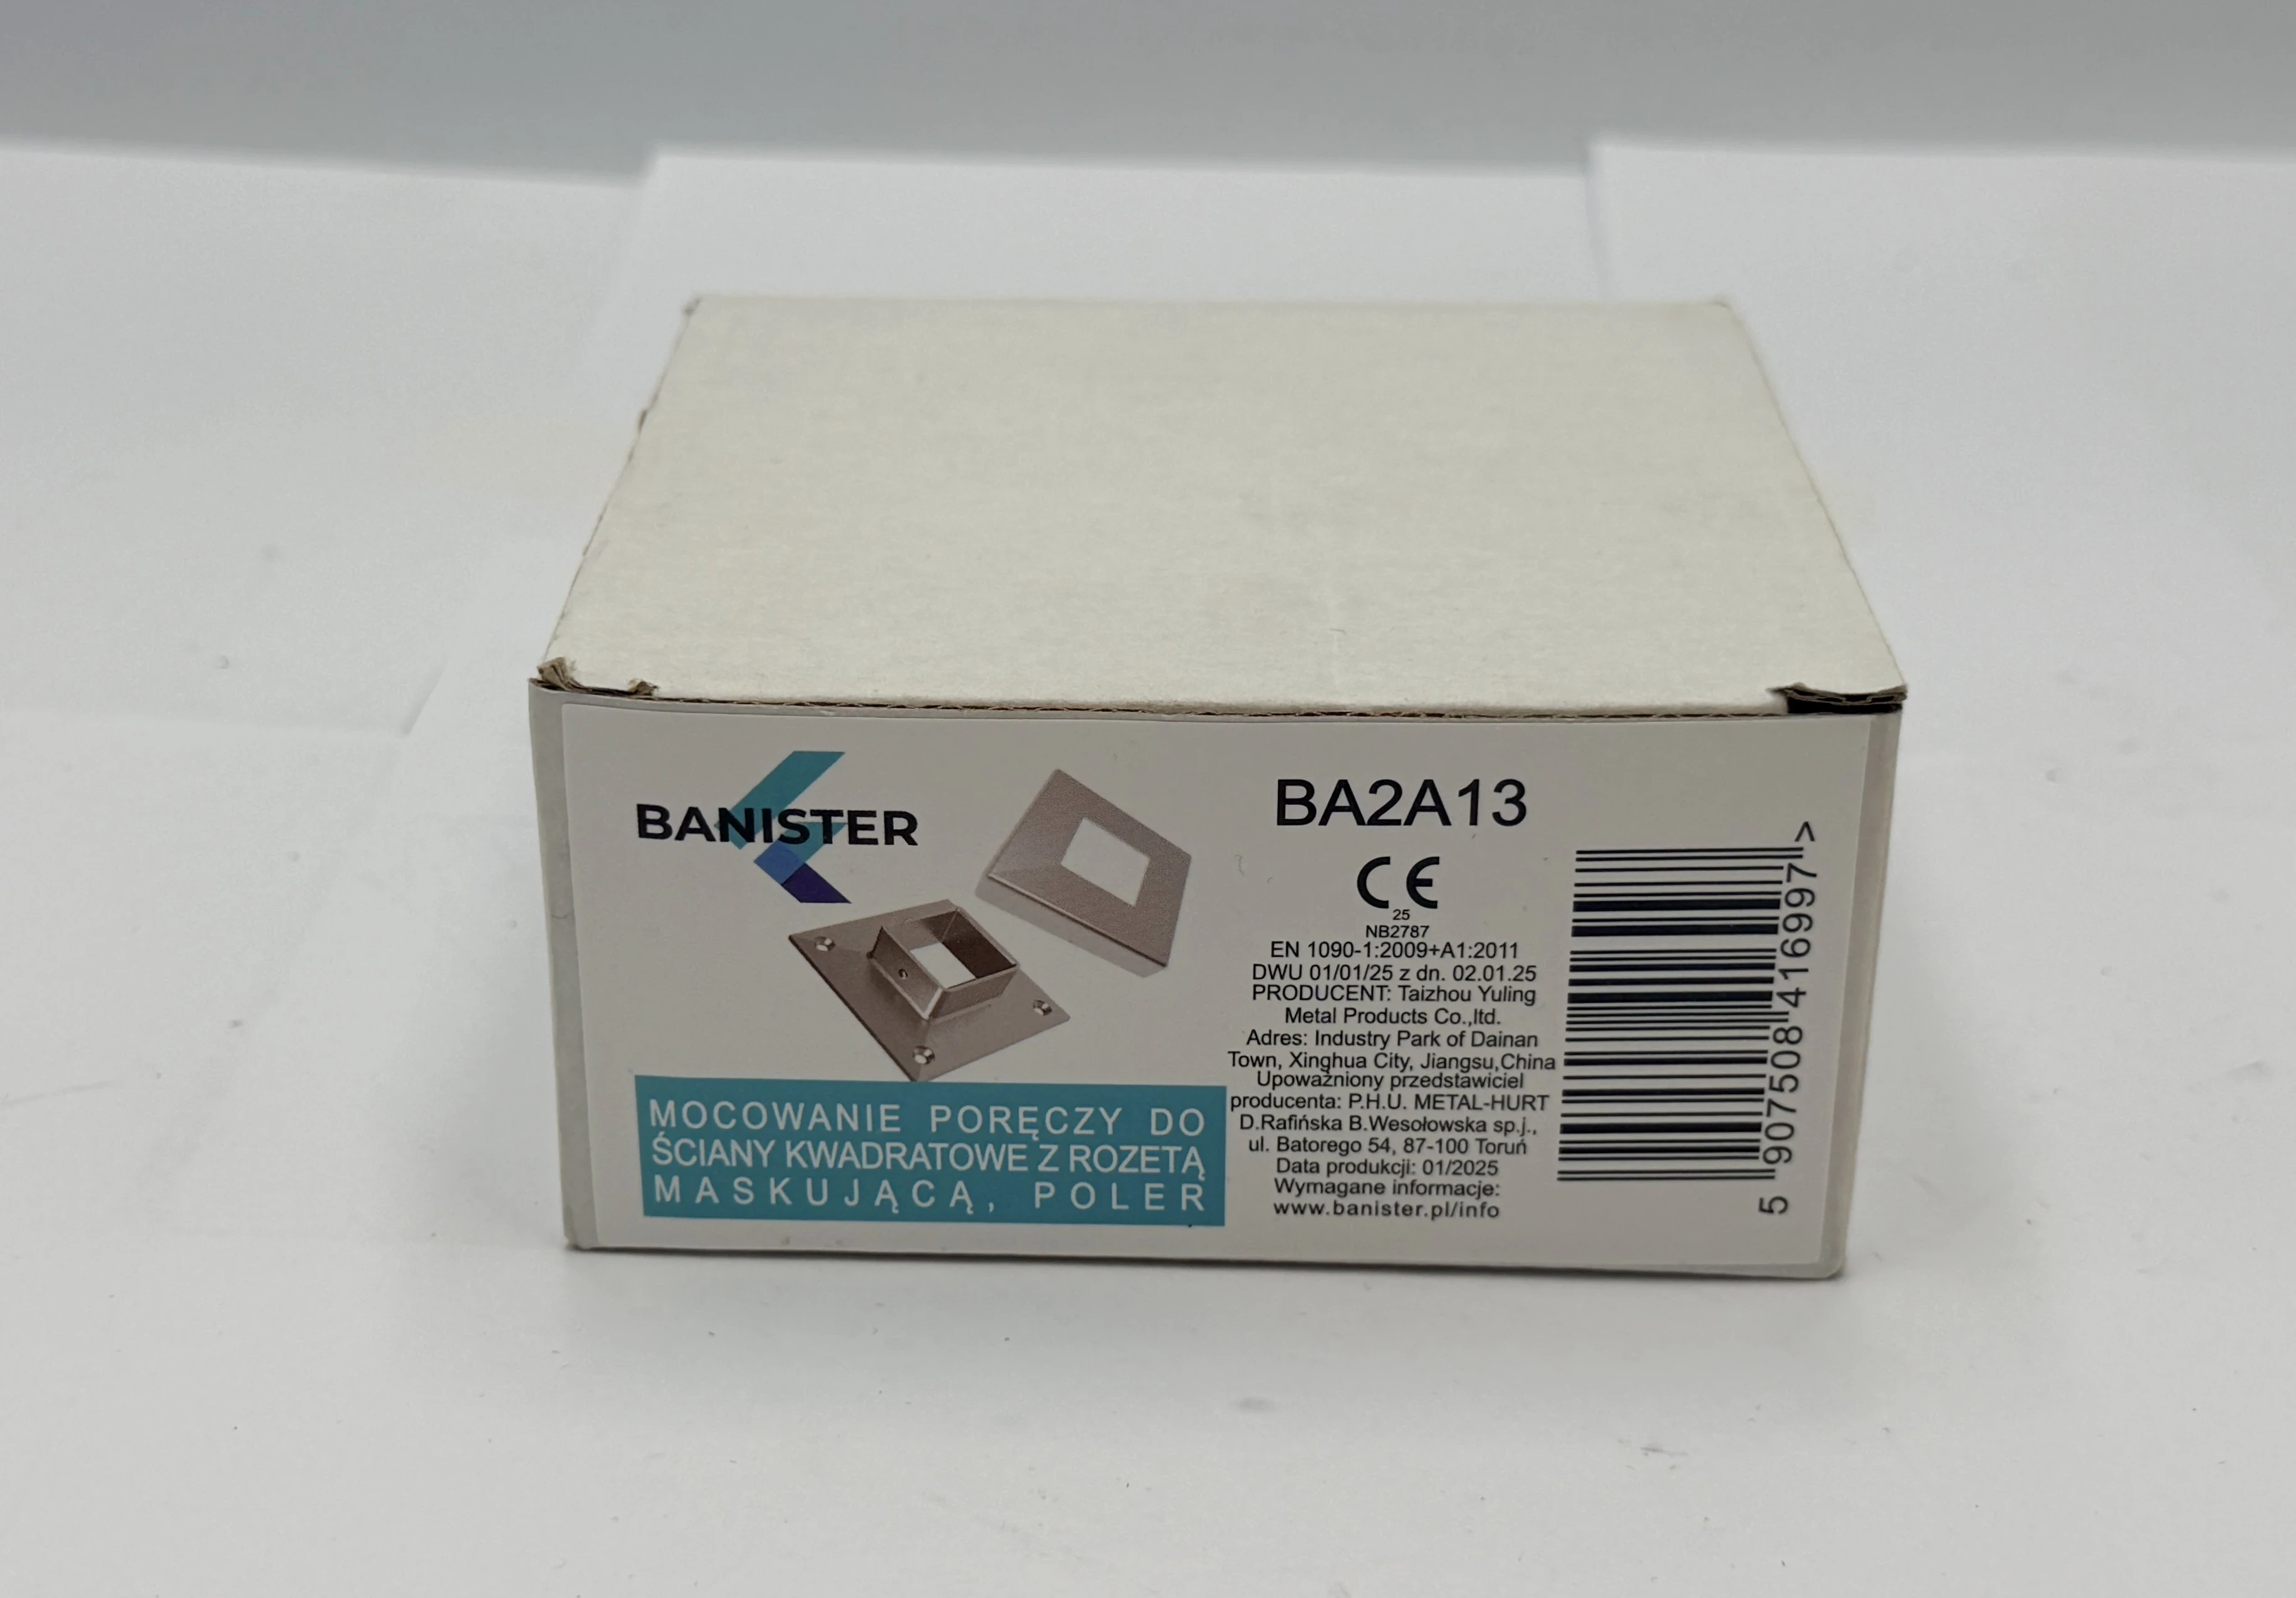 BANISTER
MOCOWANIE PORĘCZY DO
ŚCIANY KWADRATOWE Z ROZETĄ
MASKUJĄCĄ, POLER
BA2A13
CE
25
NB2787
EN 1090-1:2009+A1:2011
DWU 01/01/25 z dn. 02.01.25
PRODUCENT: Taizhou Yuling
Metal Products Co.,ltd.
Adres: Industry Park of Dainan
Town, Xinghua City, Jiangsu,China
Upoważniony przedstawiciel
producenta: P.H.U. METAL-HURT
D.Rafińska B.Wesołowska sp.j.,
ul. Batorego 54, 87-100 Toruń
Data produkcji: 01/2025
Wymagane informacje:
www.banister.pl/info
5 907508 416997 >